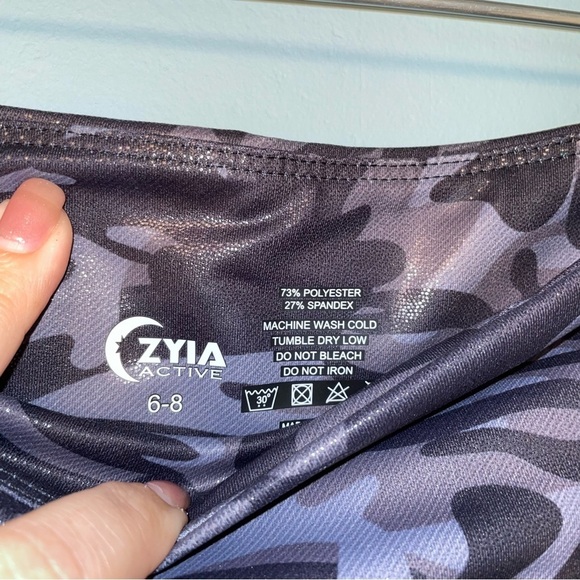 73% POLYESTER
27% SPANDEX
MACHINE WASH COLD
TUMBLE DRY LOW
DO NOT BLEACH
DO NOT IRON
30°
ZYIA
ACTIVE
6-8